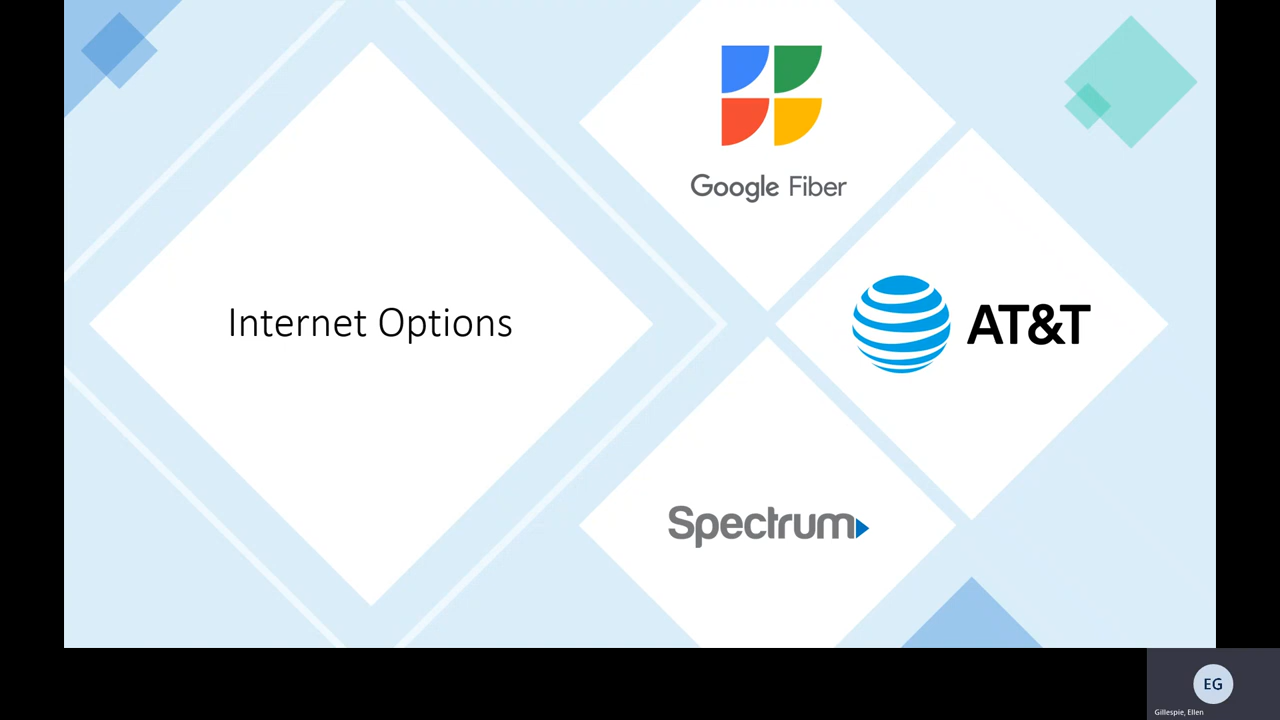 Internet Options
Google Fiber
AT&T
Spectrum
EG
Gillespie, Ellen